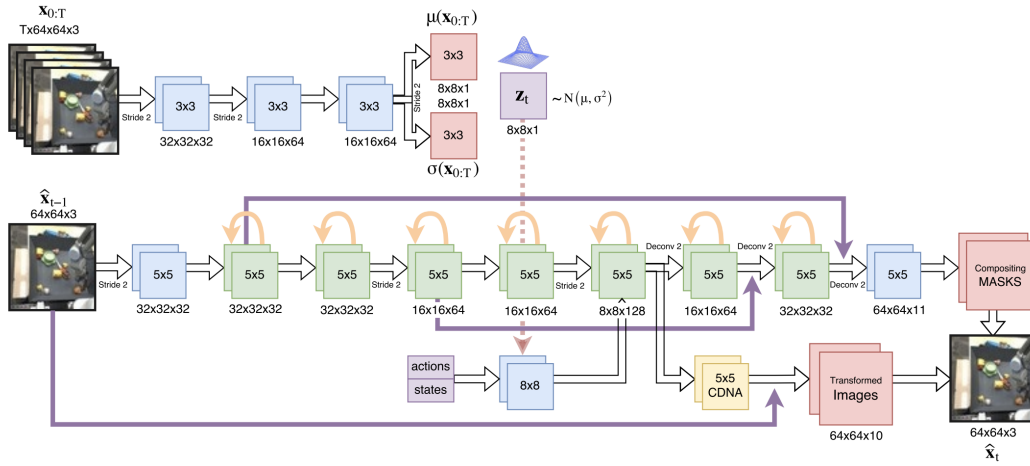 x₀:T
Tx64x64x3
Stride 2
3x3
32x32x32
Stride 2
3x3
16x16x64
3x3
16x16x64
Stride 2
μ(x₀:T)
3x3
8x8x1
8x8x1
3x3
σ(x₀:T)
zₜ
~N(μ, σ²)
8x8x1
x̂ₜ₋₁
64x64x3
Stride 2
5x5
32x32x32
5x5
32x32x32
5x5
32x32x32
5x5
16x16x64
5x5
16x16x64
Stride 2
5x5
8x8x128
Deconv 2
5x5
16x16x64
Deconv 2
5x5
32x32x32
Deconv 2
5x5
64x64x11
Compositing
MASKS
actions
states
8x8
5x5
CDNA
Transformed
Images
64x64x10
64x64x3
x̂ₜ